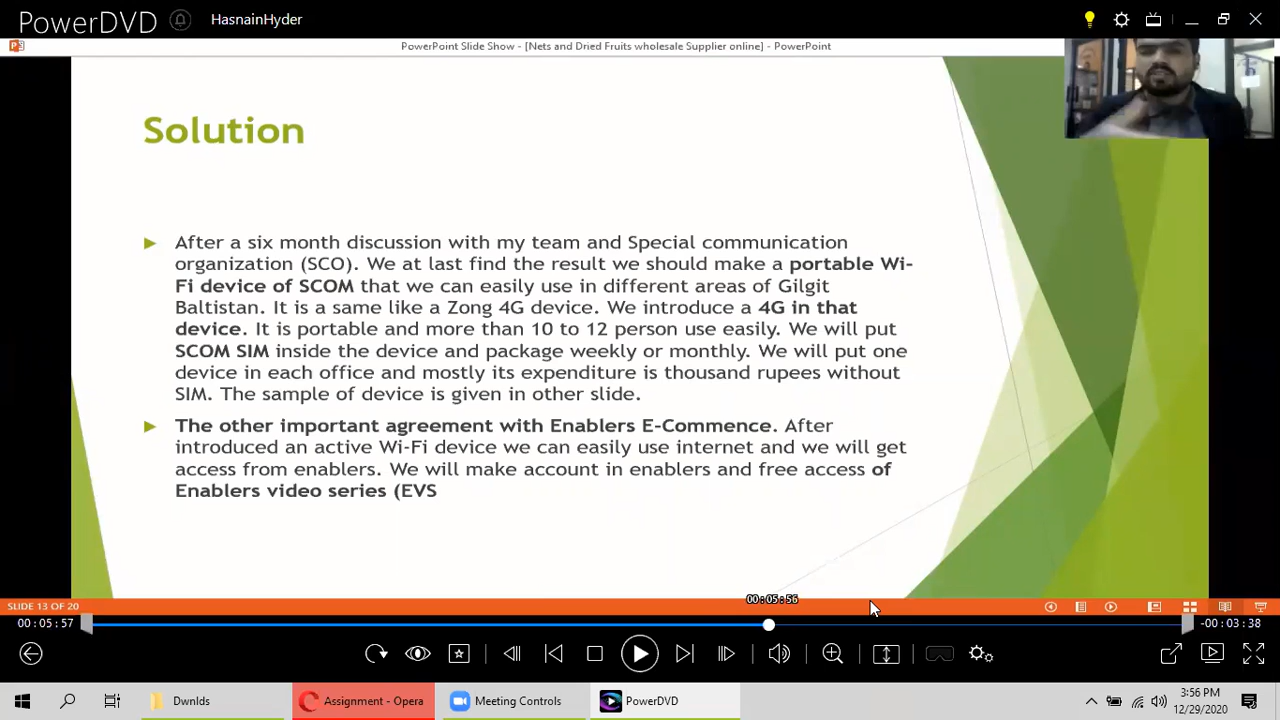 PowerDVD
HasnainHyder
PowerPoint Slide Show - [Nets and Dried Fruits wholesale Supplier online] - PowerPoint
Solution
After a six month discussion with my team and Special communication
organization (SCO). We at last find the result we should make a portable Wi-
Fi device of SCOM that we can easily use in different areas of Gilgit
Baltistan. It is a same like a Zong 4G device. We introduce a 4G in that
device. It is portable and more than 10 to 12 person use easily. We will put
SCOM SIM inside the device and package weekly or monthly. We will put one
device in each office and mostly its expenditure is thousand rupees without
SIM. The sample of device is given in other slide.
The other important agreement with Enablers E-Commence. After
introduced an active Wi-Fi device we can easily use internet and we will get
access from enablers. We will make account in enablers and free access of
Enablers video series (EVS
00:05:56
SLIDE 13 OF 20
00:05:57
-00:03:38
Dwnlds
Assignment - Opera
Meeting Controls
PowerDVD
3:56 PM
12/29/2020